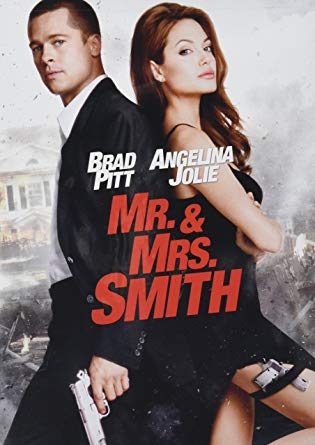 BRAD ANGELINA
PITT JOLIE
MR. &
MRS.
SMITH